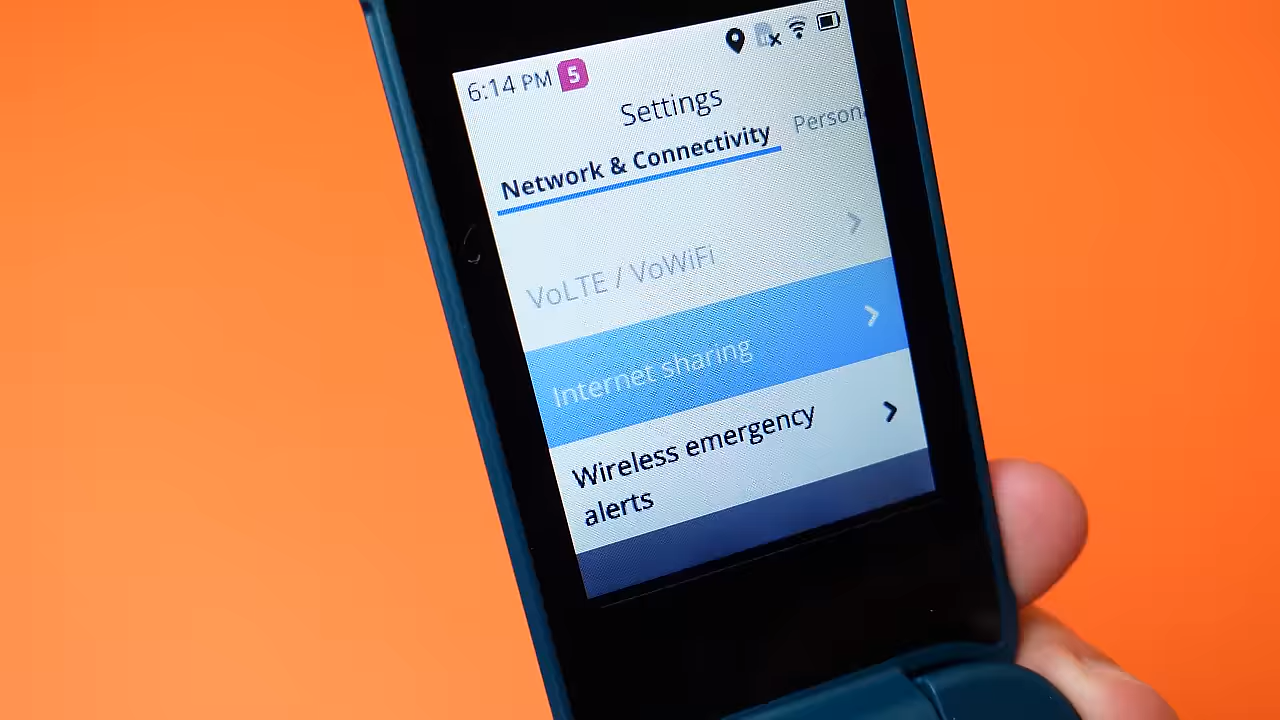 6:14 PM 5
Settings
Network & Connectivity Person
VoLTE / VoWiFi
Internet sharing
Wireless emergency
alerts